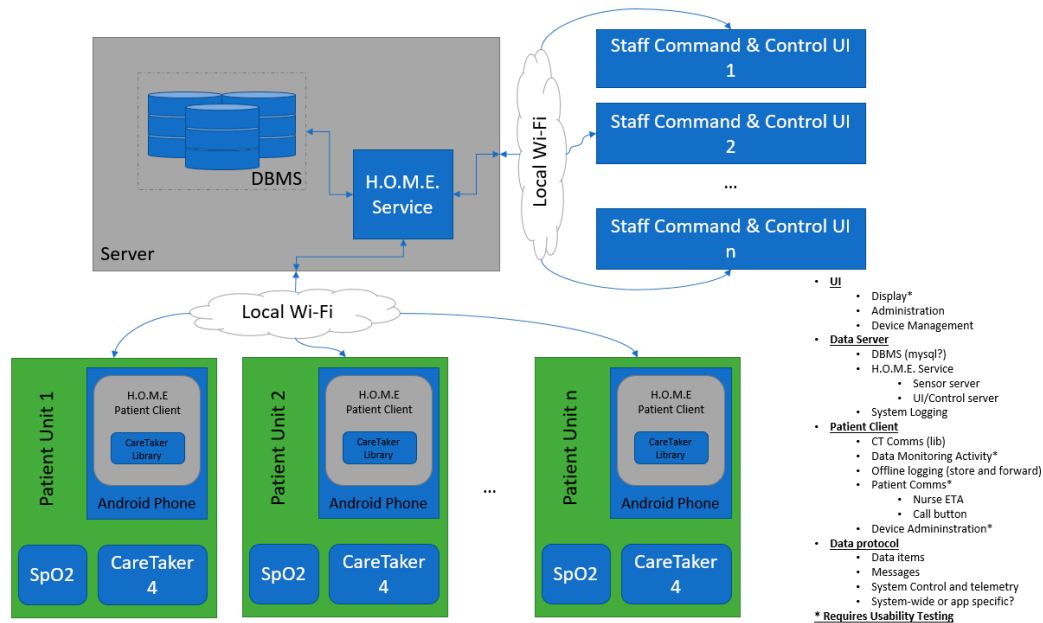 Staff Command & Control UI
1
Staff Command & Control UI
2
...
Staff Command & Control UI
n
Local Wi-Fi
DBMS
H.O.M.E.
Service
Server
Local Wi-Fi
Patient Unit 1
H.O.M.E
Patient Client
CareTaker
Library
Android Phone
SpO2
CareTaker
4
Patient Unit 2
H.O.M.E
Patient Client
CareTaker
Library
Android Phone
SpO2
CareTaker
4
...
Patient Unit n
H.O.M.E
Patient Client
CareTaker
Library
Android Phone
SpO2
CareTaker
4
• UI
• Display*
• Administration
• Device Management
• Data Server
• DBMS (mysql?)
• H.O.M.E. Service
• Sensor server
• UI/Control server
• System Logging
• Patient Client
• CT Comms (lib)
• Data Monitoring Activity*
• Offline logging (store and forward)
• Patient Comms*
• Nurse ETA
• Call button
• Device Admininstration*
• Data protocol
• Data items
• Messages
• System Control and telemetry
• System-wide or app specific?
* Requires Usability Testing